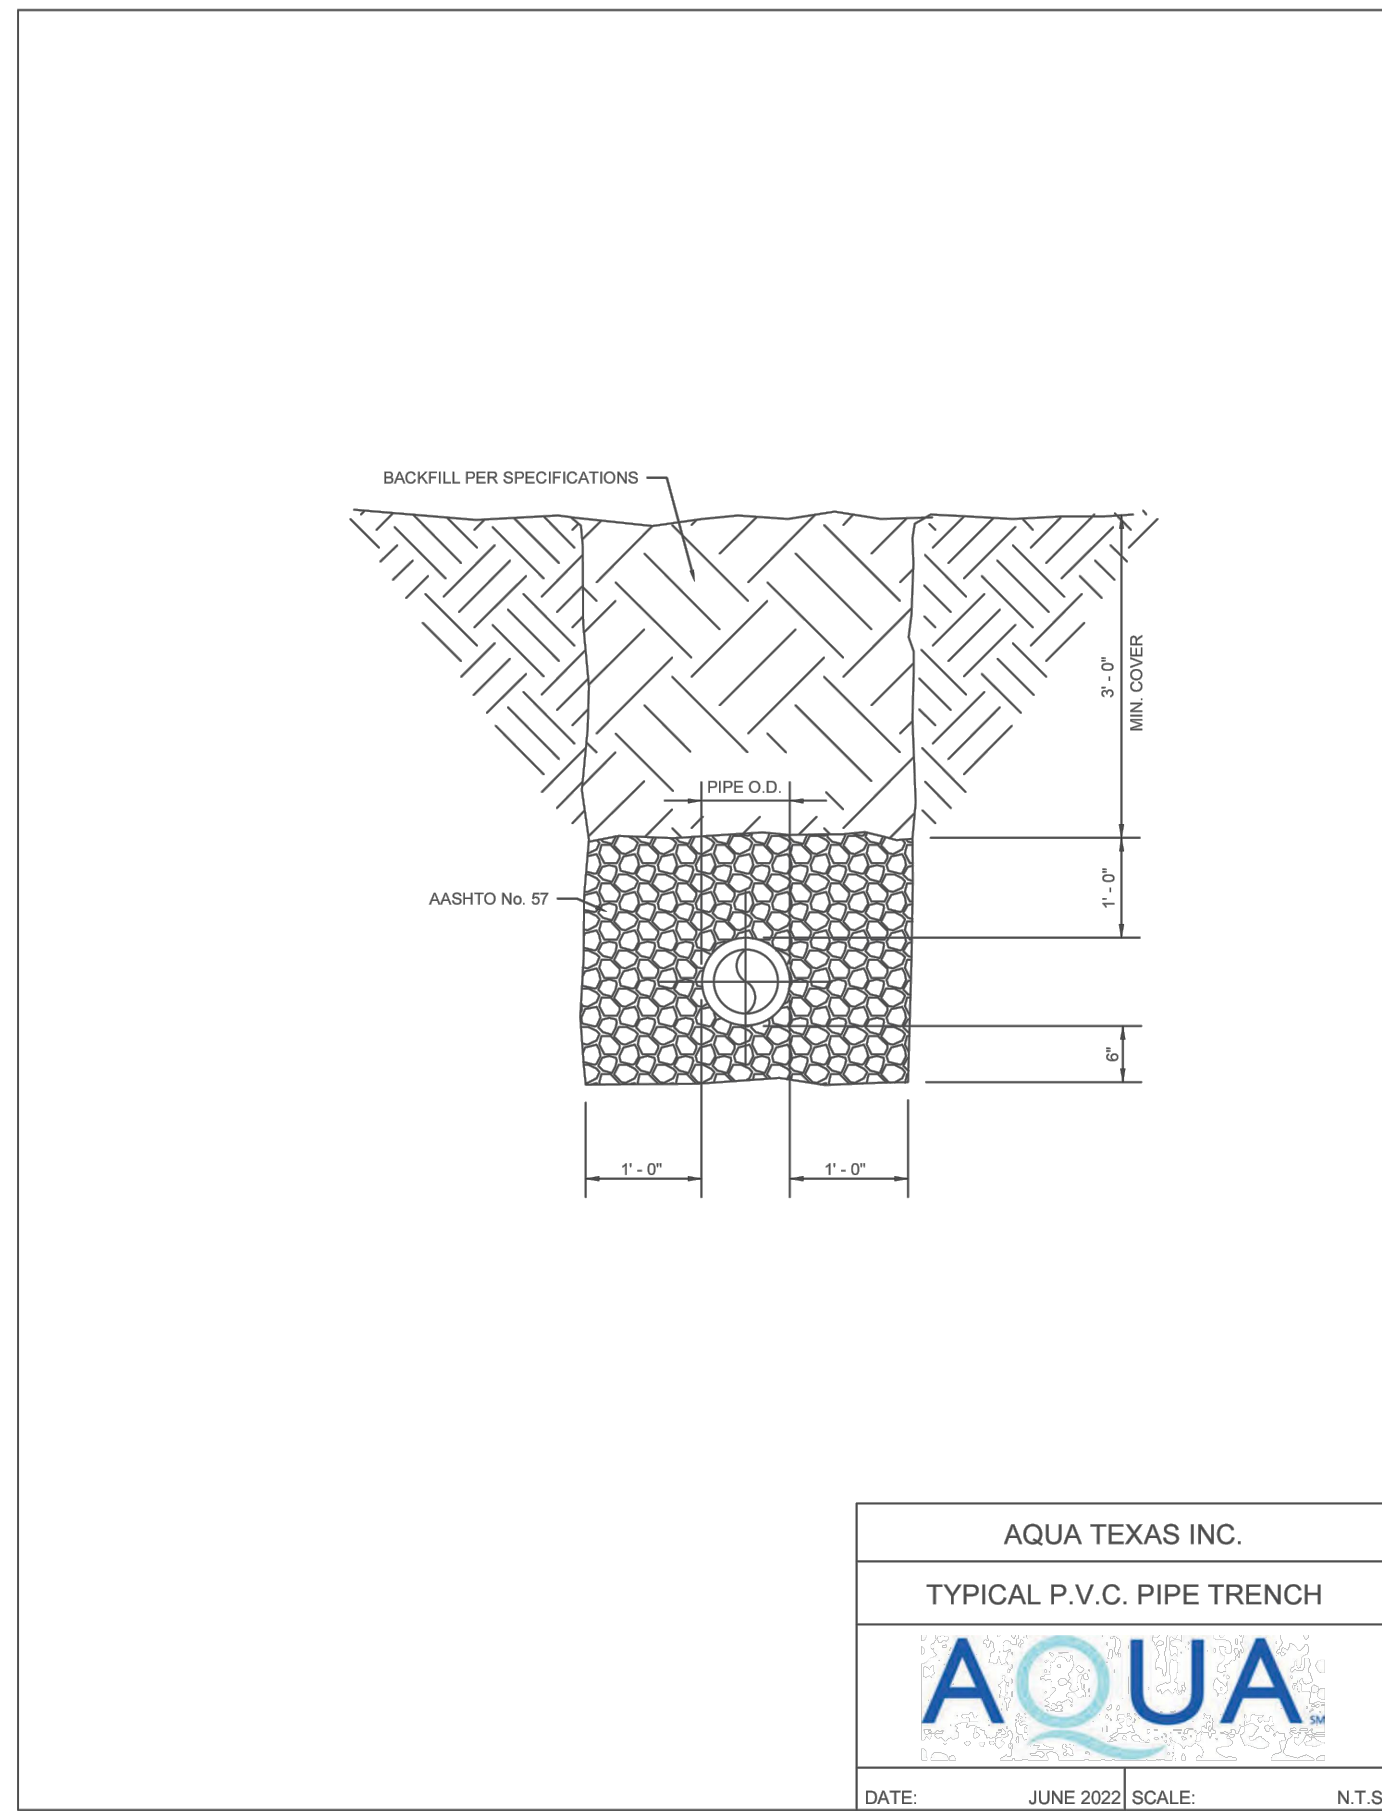 BACKFILL PER SPECIFICATIONS
3' - 0"
MIN. COVER
PIPE O.D.
AASHTO No. 57
1' - 0"
6"
1' - 0"
1' - 0"
AQUA TEXAS INC.
TYPICAL P.V.C. PIPE TRENCH
AQUA SM
DATE: JUNE 2022 SCALE: N.T.S